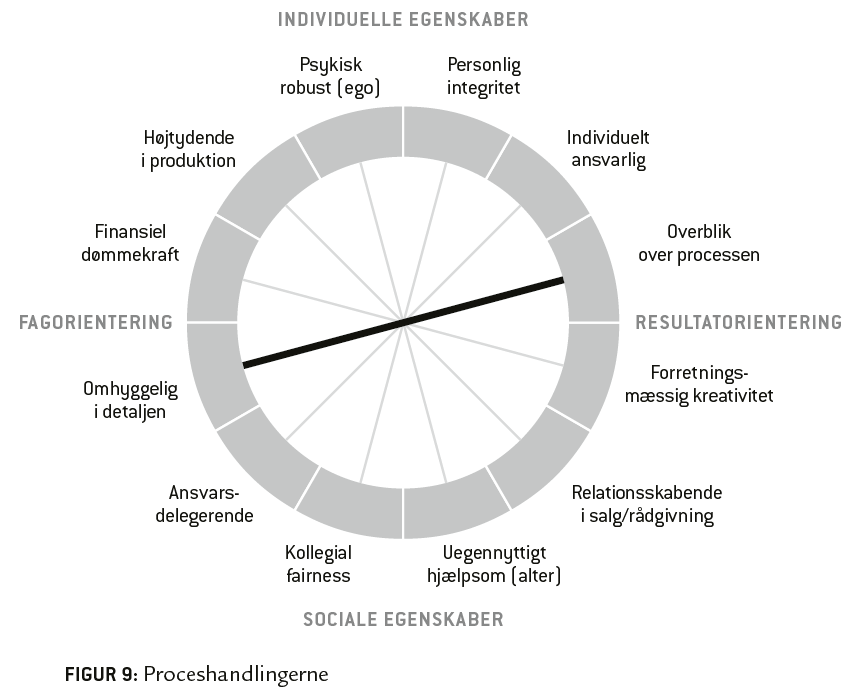 INDIVIDUELLE EGENSKABER
Psykisk
robust (ego)
Personlig
integritet
Højtydende
i produktion
Individuelt
ansvarlig
Finansiel
dømmekraft
Overblik
over processen
FAGORIENTERING
RESULTATORIENTERING
Omhyggelig
i detaljen
Forretnings-
mæssig kreativitet
Ansvars-
delegerende
Relationsskabende
i salg/rådgivning
Kollegial
fairness
Uegennyttigt
hjælpsom (alter)
SOCIALE EGENSKABER
FIGUR 9: Proceshandlingerne